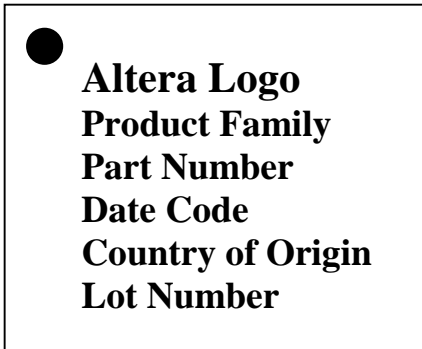 Altera Logo
Product Family
Part Number
Date Code
Country of Origin
Lot Number